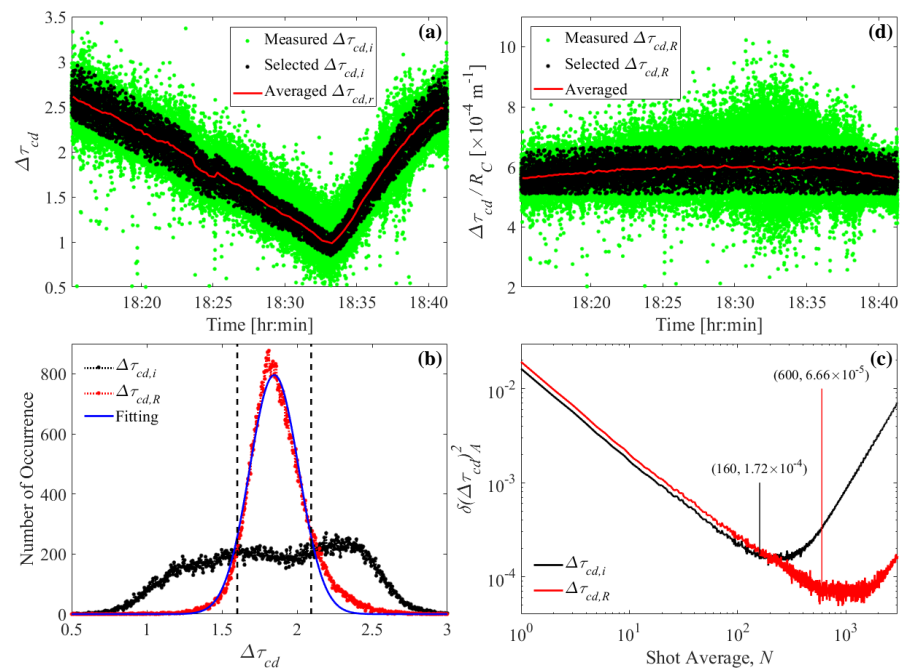 (a)
Measured Δτcd,i
Selected Δτcd,i
Averaged Δτcd,r
3.5
3
2.5
2
1.5
1
0.5
Δτcd
18:20
18:25
18:30
18:35
18:40
Time [hr:min]
(d)
Measured Δτcd,R
Selected Δτcd,R
Averaged
10
8
6
4
2
Δτcd / RC [×10-4 m-1]
18:20
18:25
18:30
18:35
18:40
Time [hr:min]
(b)
Δτcd,i
Δτcd,R
Fitting
800
600
400
200
0
Number of Occurrence
0.5
1
1.5
2
2.5
3
Δτcd
(c)
(600, 6.66×10-5)
(160, 1.72×10-4)
Δτcd,i
Δτcd,R
10-2
10-3
10-4
δ(Δτcd)2A
100
101
102
103
Shot Average, N